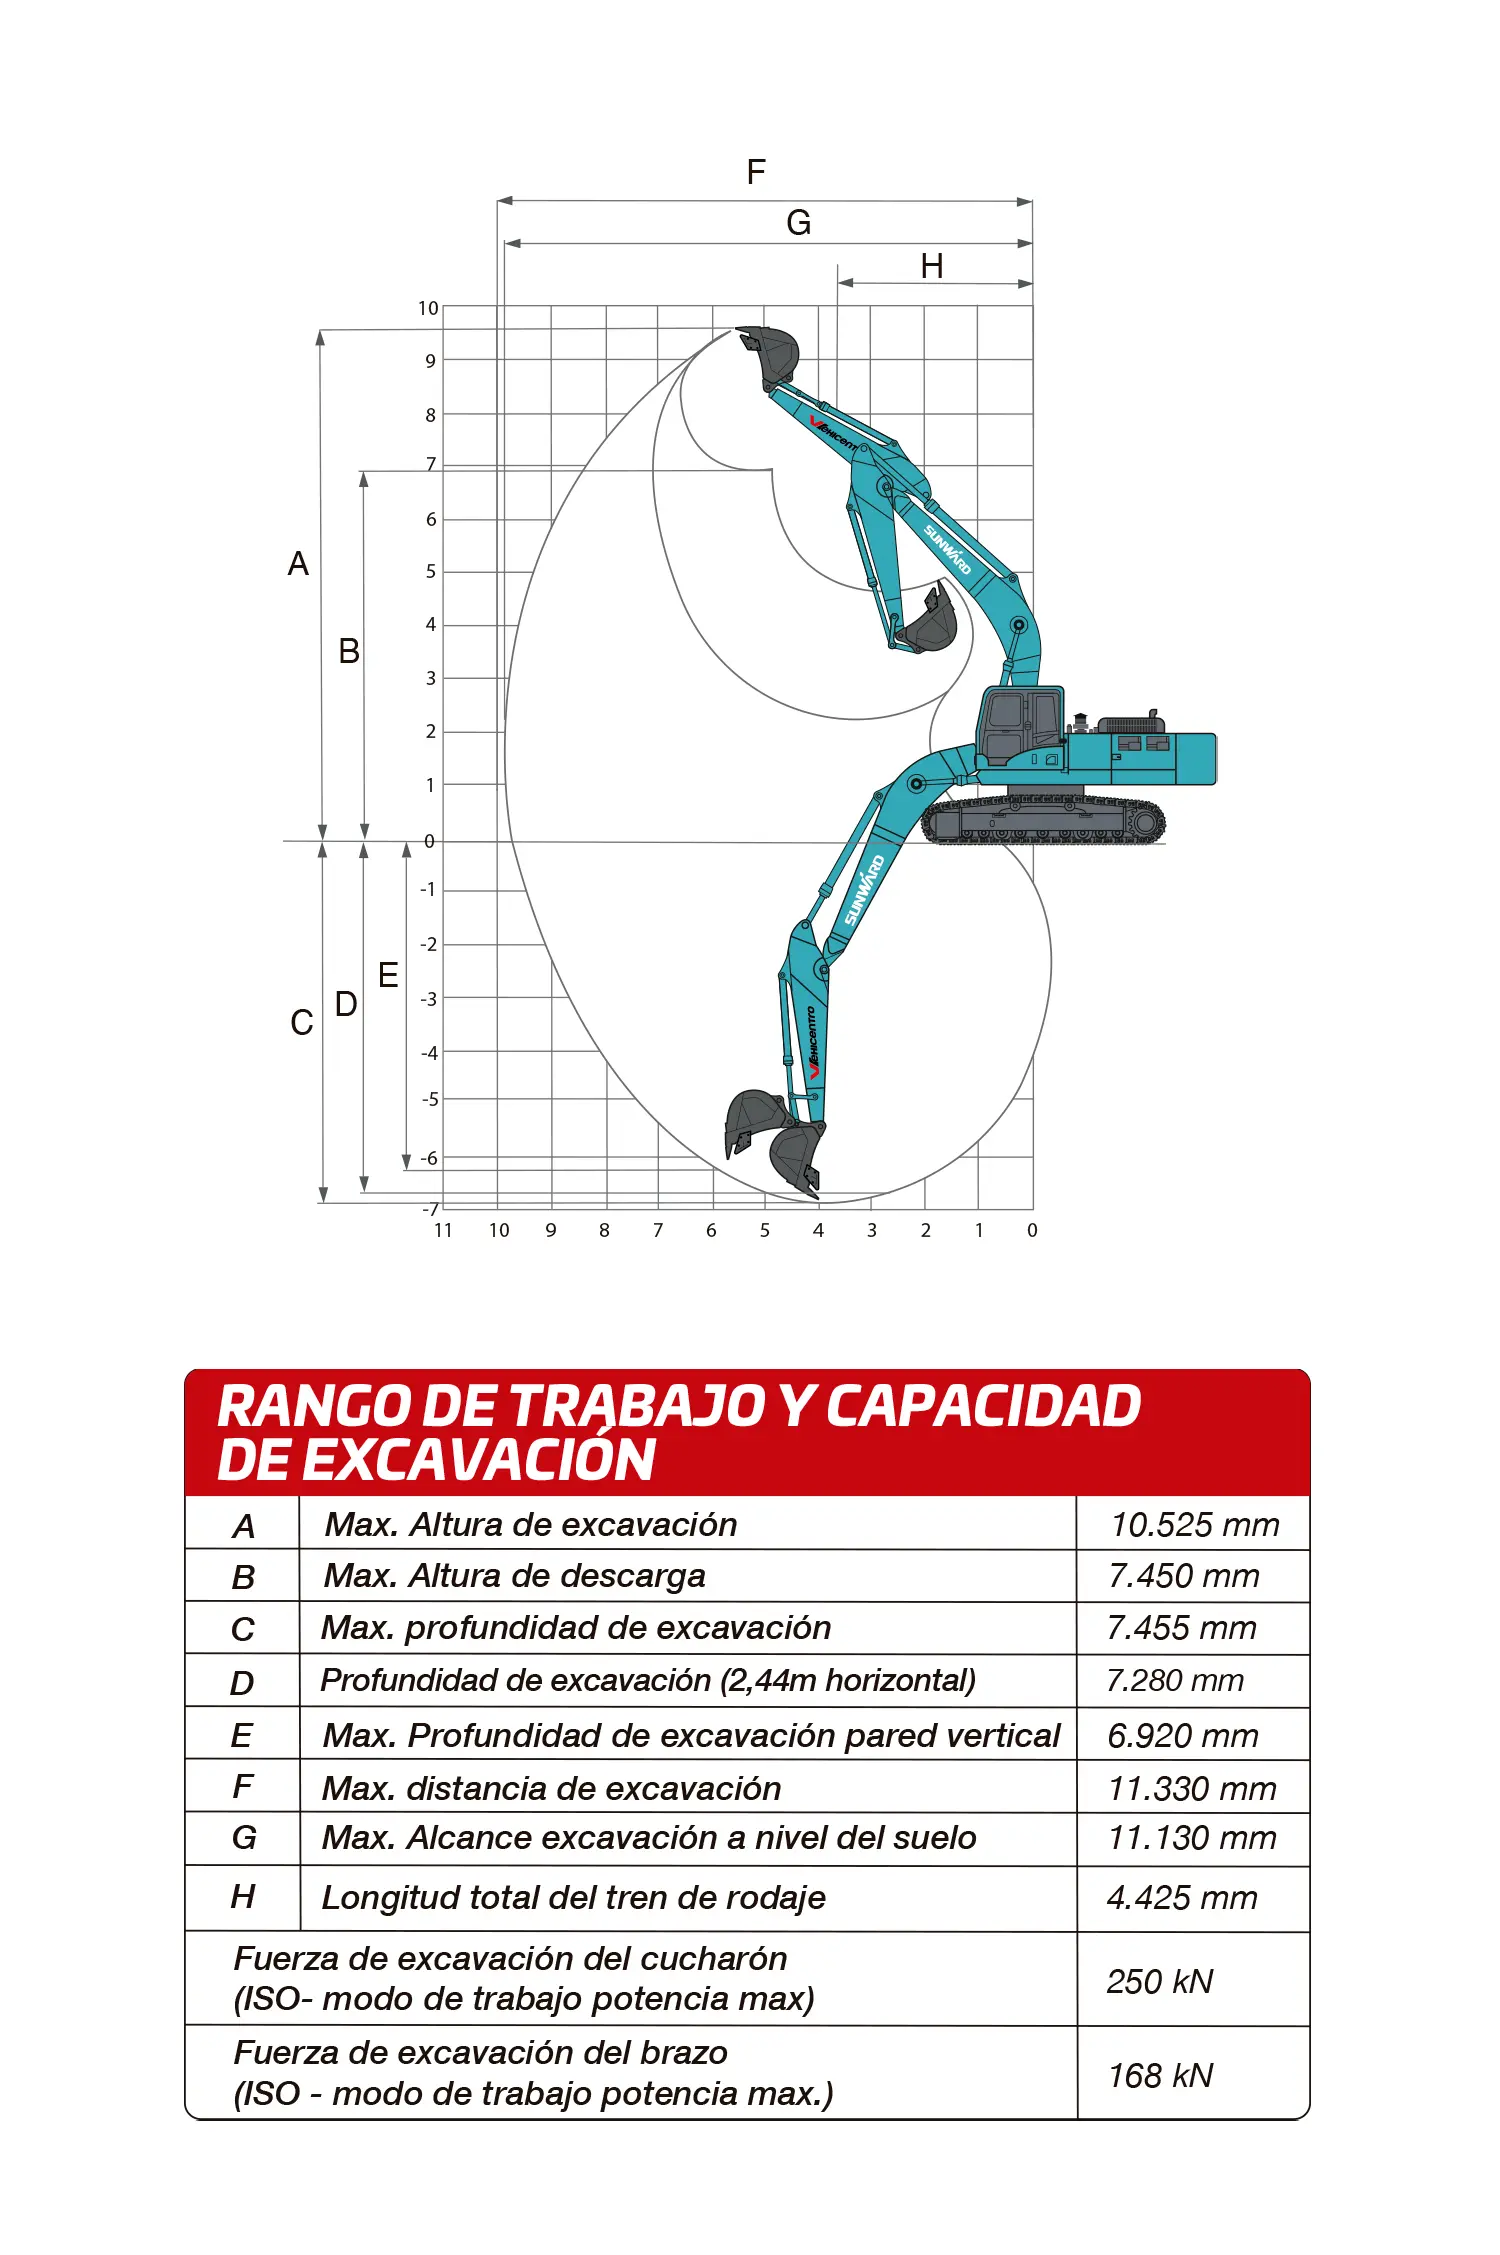 F
G
H
10
9
8
7
6
5
4
3
2
1
0
-1
-2
-3
-4
-5
-6
-7
A
B
C
D
E
11 10 9 8 7 6 5 4 3 2 1 0
VEHICENTRO
SUNWARD
SUNWARD
VEHICENTRO
RANGO DE TRABAJO Y CAPACIDAD
DE EXCAVACIÓN
A Max. Altura de excavación 10.525 mm
B Max. Altura de descarga 7.450 mm
C Max. profundidad de excavación 7.455 mm
D Profundidad de excavación (2,44m horizontal) 7.280 mm
E Max. Profundidad de excavación pared vertical 6.920 mm
F Max. distancia de excavación 11.330 mm
G Max. Alcance excavación a nivel del suelo 11.130 mm
H Longitud total del tren de rodaje 4.425 mm
Fuerza de excavación del cucharón
(ISO- modo de trabajo potencia max) 250 kN
Fuerza de excavación del brazo
(ISO - modo de trabajo potencia max.) 168 kN